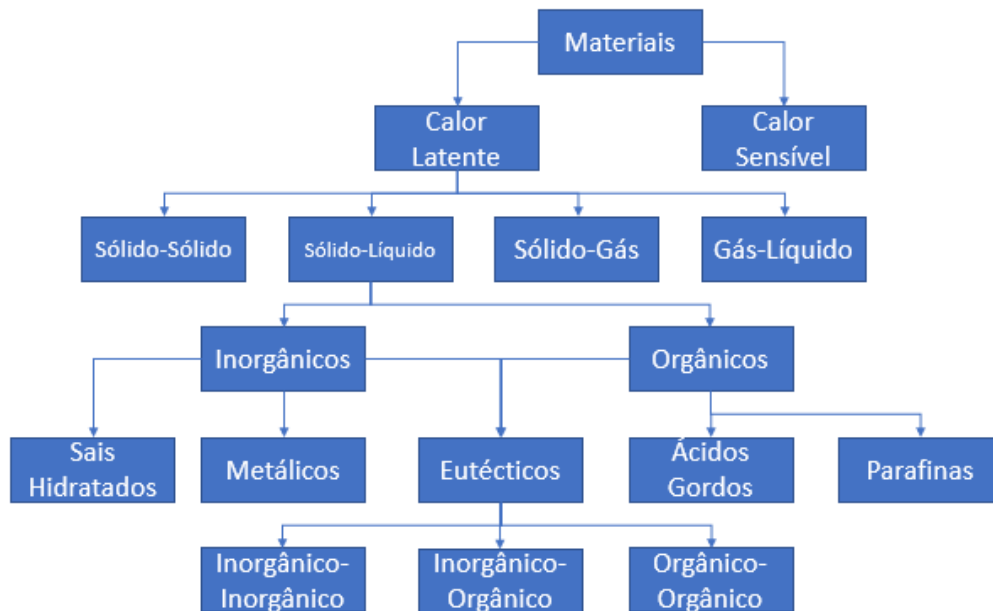 Materiais
Calor
Latente
Calor
Sensível
Sólido-Sólido
Sólido-Líquido
Sólido-Gás
Gás-Líquido
Inorgânicos
Orgânicos
Sais
Hidratados
Metálicos
Eutécticos
Ácidos
Gordos
Parafinas
Inorgânico-
Inorgânico
Inorgânico-
Orgânico
Orgânico-
Orgânico